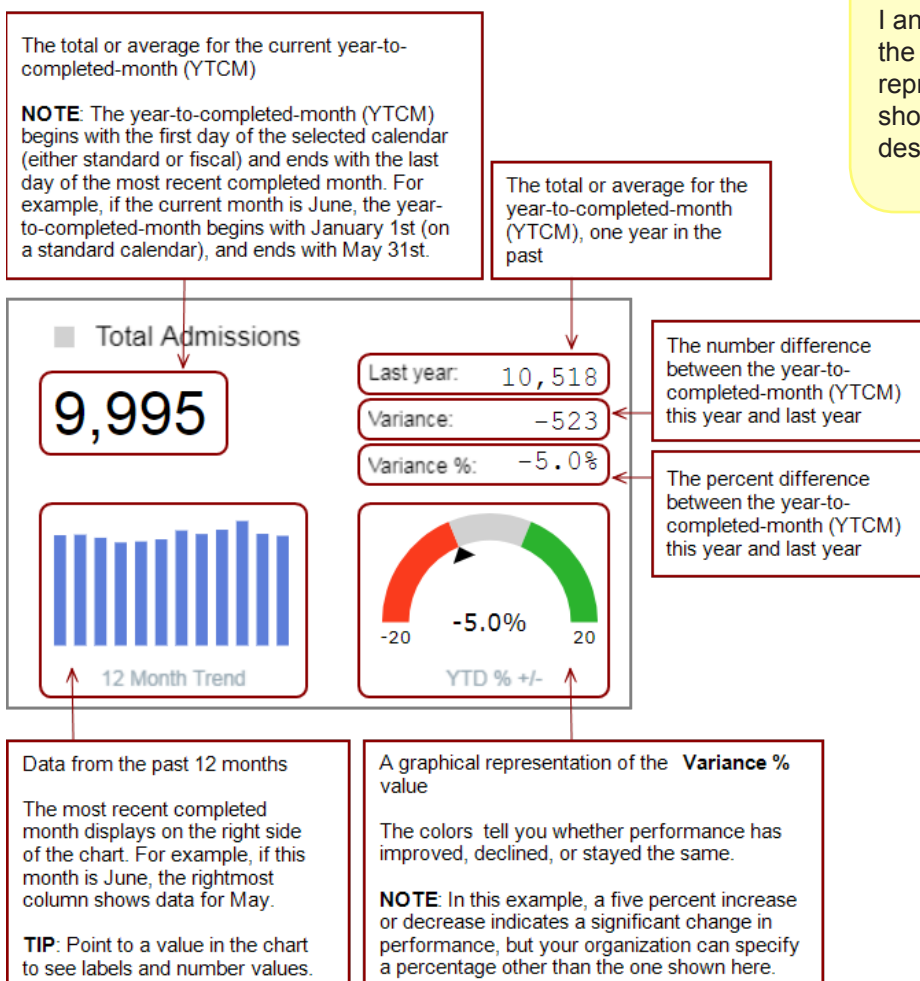 The total or average for the current year-to-
completed-month (YTCM)
NOTE: The year-to-completed-month (YTCM)
begins with the first day of the selected calendar
(either standard or fiscal) and ends with the last
day of the most recent completed month. For
example, if the current month is June, the year-
to-completed-month begins with January 1st (on
a standard calendar), and ends with May 31st.
The total or average for the
year-to-completed-month
(YTCM), one year in the
past
I
the
Total Admissions
9,995
Last year: 10,518
Variance: -523
Variance %: -5.0%
The number difference
between the year-to-
completed-month (YTCM)
this year and last year
The percent difference
between the year-to-
completed-month (YTCM)
this year and last year
12 Month Trend
-20
-5.0%
20
YTD % +/-
Data from the past 12 months
The most recent completed
month displays on the right side
of the chart. For example, if this
month is June, the rightmost
column shows data for May.
TIP: Point to a value in the chart
to see labels and number values.
A graphical representation of the Variance %
value
The colors tell you whether performance has
improved, declined, or stayed the same.
NOTE: In this example, a five percent increase
or decrease indicates a significant change in
performance, but your organization can specify
a percentage other than the one shown here.